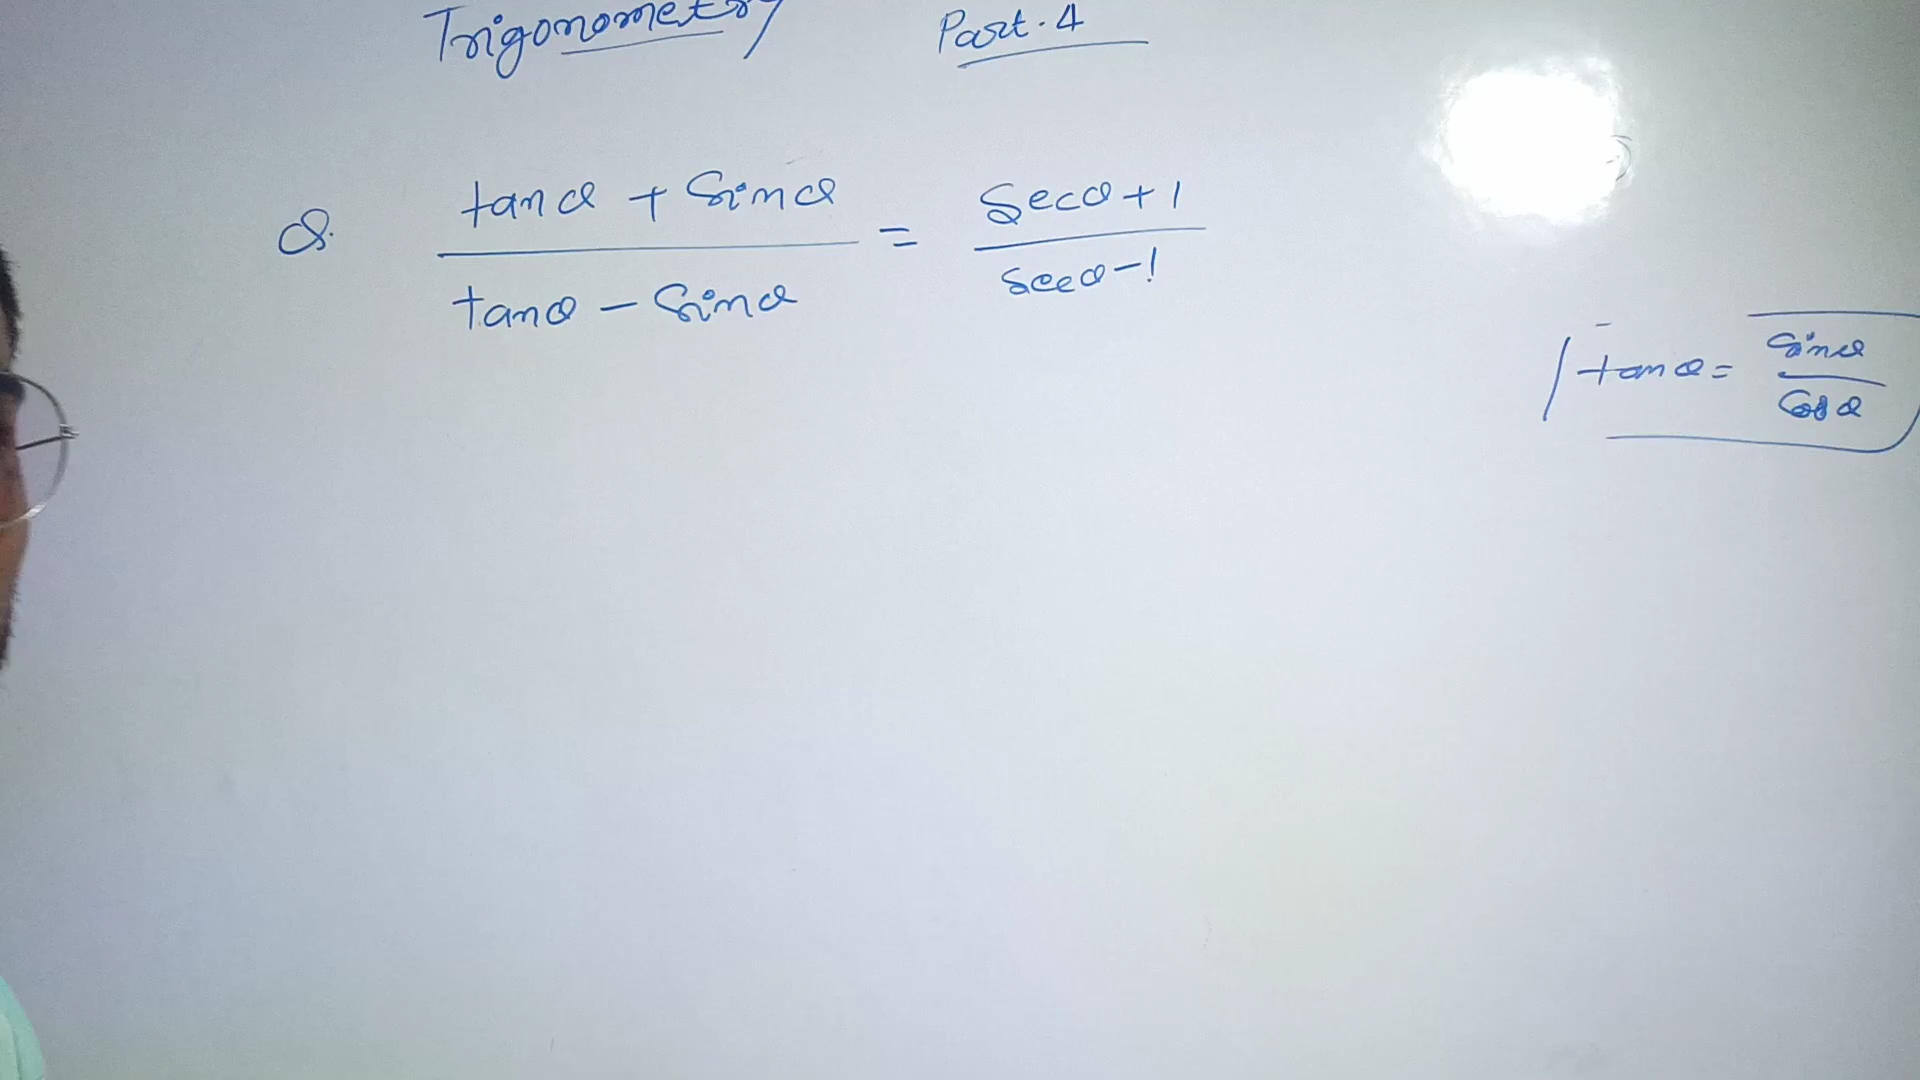 Trigonometry Part.4
Q. tanθ + Sinθ / tanθ - Sinθ = Secθ+1 / Secθ-1
tanθ = Sinθ / Cosθ